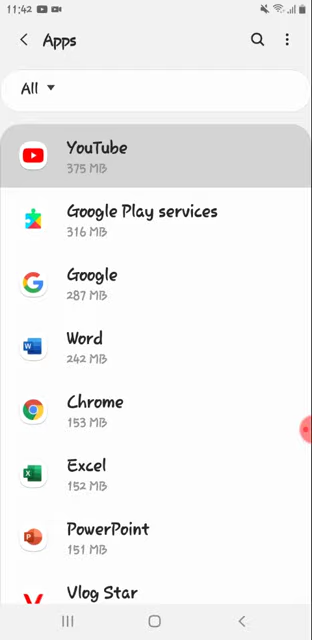 11:42
Apps
All
YouTube
375 MB
Google Play services
316 MB
Google
287 MB
Word
242 MB
Chrome
153 MB
Excel
152 MB
PowerPoint
151 MB
Vlog Star